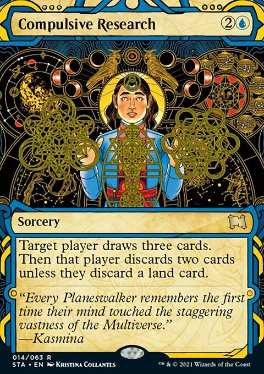 Compulsive Research 2
Sorcery
Target player draws three cards.
Then that player discards two cards
unless they discard a land card.
"Every Planeswalker remembers the first
time their mind touched the staggering
vastness of the Multiverse."
—Kasmina
014/063 R
STA • EN KRISTINA COLLANTES
™ & © 2021 Wizards of the Coast